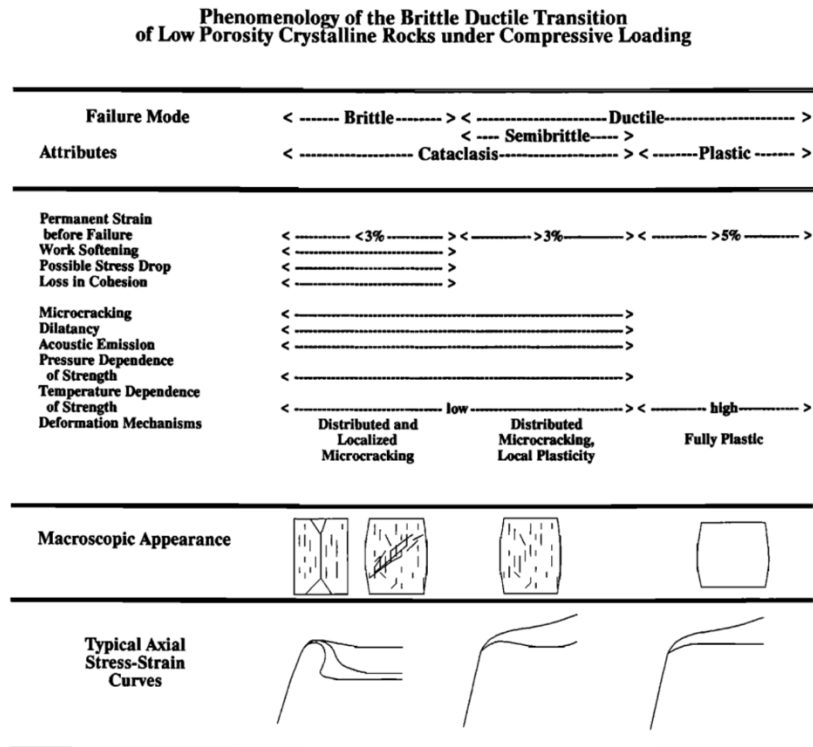 Phenomenology of the Brittle Ductile Transition
of Low Porosity Crystalline Rocks under Compressive Loading
Failure Mode < ------- Brittle -------- > < ---------------------- Ductile ----------------------- >
< ---- Semibrittle----- >
Attributes < -------------------- Cataclasis -------------------- > < --------Plastic ------- >
Permanent Strain
before Failure < ---------- <3% ---------- > < ---------- >3% ---------- > < ---------- >5% ---------- >
Work Softening < ---------------------------- >
Possible Stress Drop < ---------------------------- >
Loss in Cohesion < ---------------------------- >
Microcracking < ------------------------------------------------------------ >
Dilatancy < ------------------------------------------------------------ >
Acoustic Emission < ------------------------------------------------------------ >
Pressure Dependence
of Strength < ------------------------------------------------------------ >
Temperature Dependence
of Strength < --------------------------- low --------------------------- > < ---------- high---------- >
Deformation Mechanisms Distributed and Localized Microcracking Distributed Microcracking, Local Plasticity Fully Plastic
Macroscopic Appearance
Typical Axial
Stress-Strain
Curves